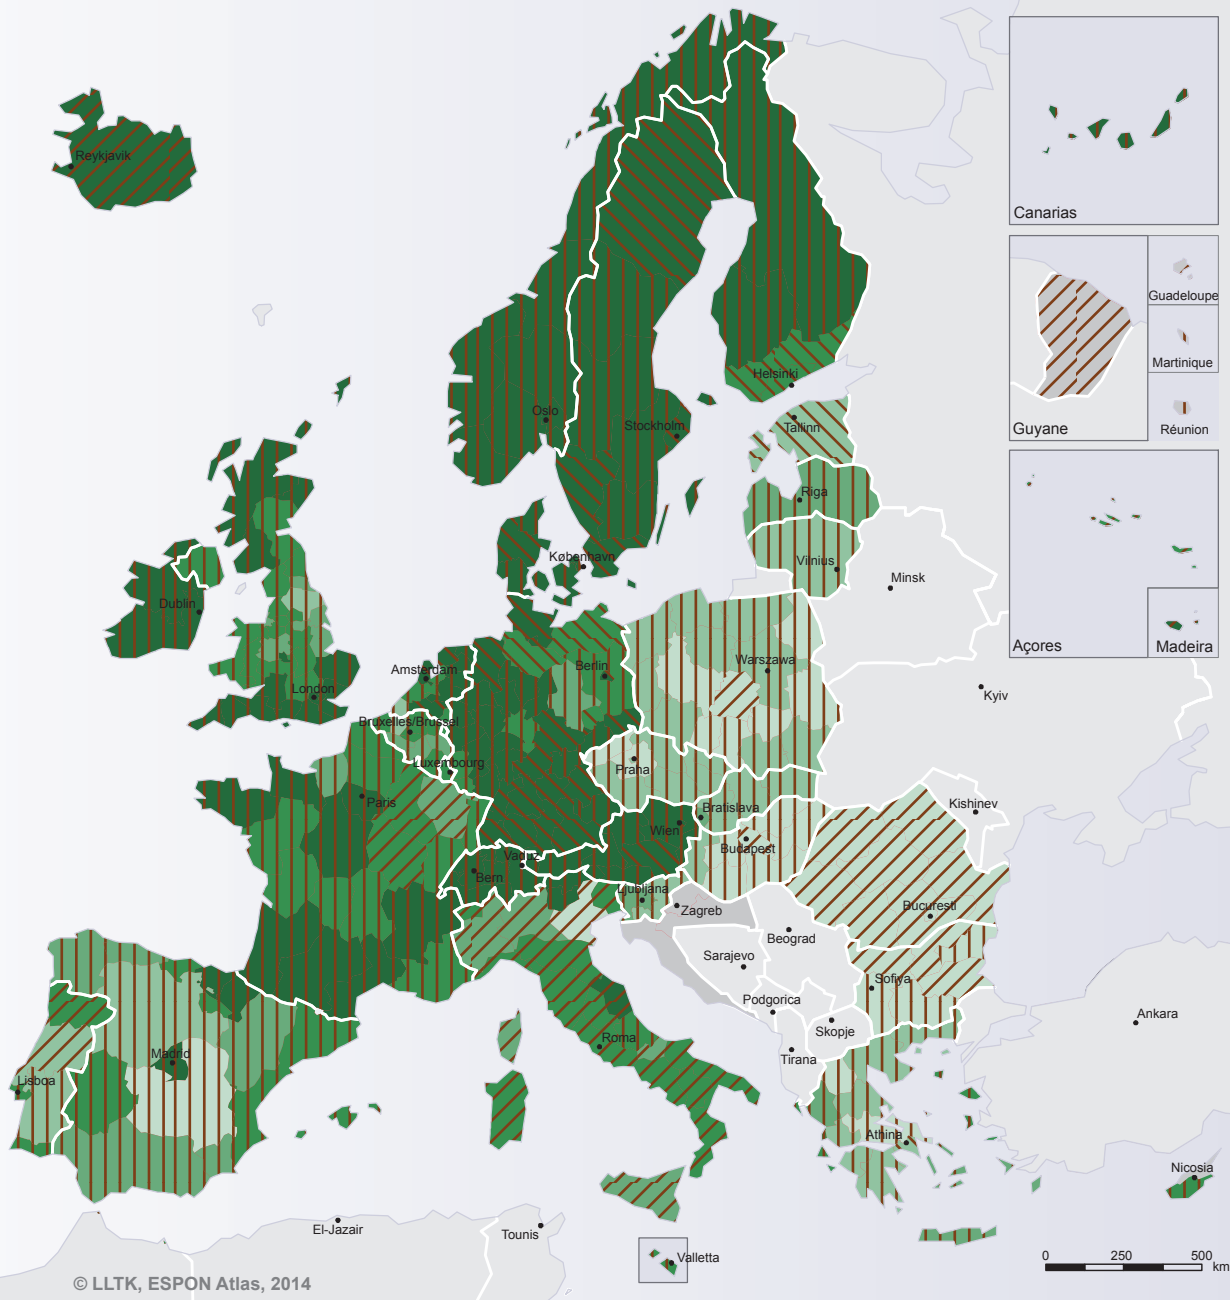 Reykjavik
Canarias
Guadeloupe
Martinique
Guyane
Réunion
Oslo
Helsinki
Stockholm
Tallinn
Riga
København
Vilnius
Minsk
Dublin
Açores
Madeira
Amsterdam
Berlin
Warszawa
London
Kyiv
Bruxelles/Brussel
Luxembourg
Praha
Paris
Kishinev
Bratislava
Wien
Budapest
Vaduz
Bern
Ljubljana
Zagreb
Bucuresti
Beograd
Sarajevo
Sofiya
Podgorica
Ankara
Skopje
Roma
Madrid
Tirana
Lisboa
Athina
Nicosia
El-Jazair
Tounis
Valletta
0 250 500
km
© LLTK, ESPON Atlas, 2014